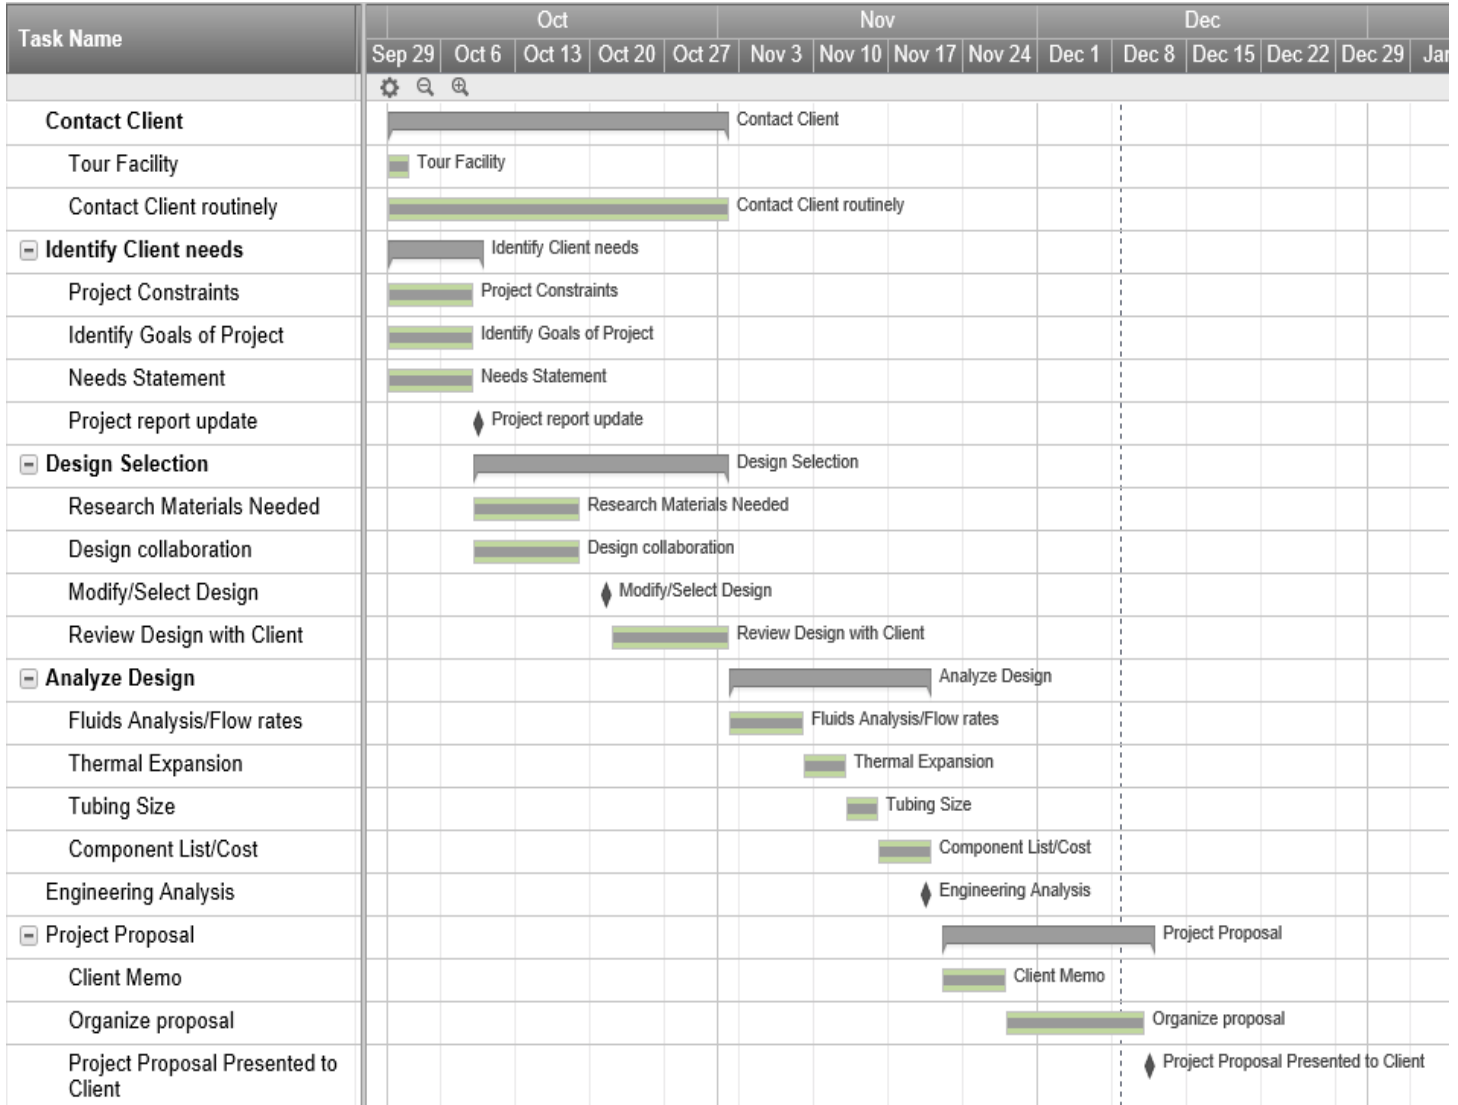 Task Name
Oct Nov Dec
Sep 29 Oct 6 Oct 13 Oct 20 Oct 27 Nov 3 Nov 10 Nov 17 Nov 24 Dec 1 Dec 8 Dec 15 Dec 22 Dec 29 Jan
Contact Client Contact Client
Tour Facility Tour Facility
Contact Client routinely Contact Client routinely
Identify Client needs Identify Client needs
Project Constraints Project Constraints
Identify Goals of Project Identify Goals of Project
Needs Statement Needs Statement
Project report update Project report update
Design Selection Design Selection
Research Materials Needed Research Materials Needed
Design collaboration Design collaboration
Modify/Select Design Modify/Select Design
Review Design with Client Review Design with Client
Analyze Design Analyze Design
Fluids Analysis/Flow rates Fluids Analysis/Flow rates
Thermal Expansion Thermal Expansion
Tubing Size Tubing Size
Component List/Cost Component List/Cost
Engineering Analysis Engineering Analysis
Project Proposal Project Proposal
Client Memo Client Memo
Organize proposal Organize proposal
Project Proposal Presented to Project Proposal Presented to Client
Client